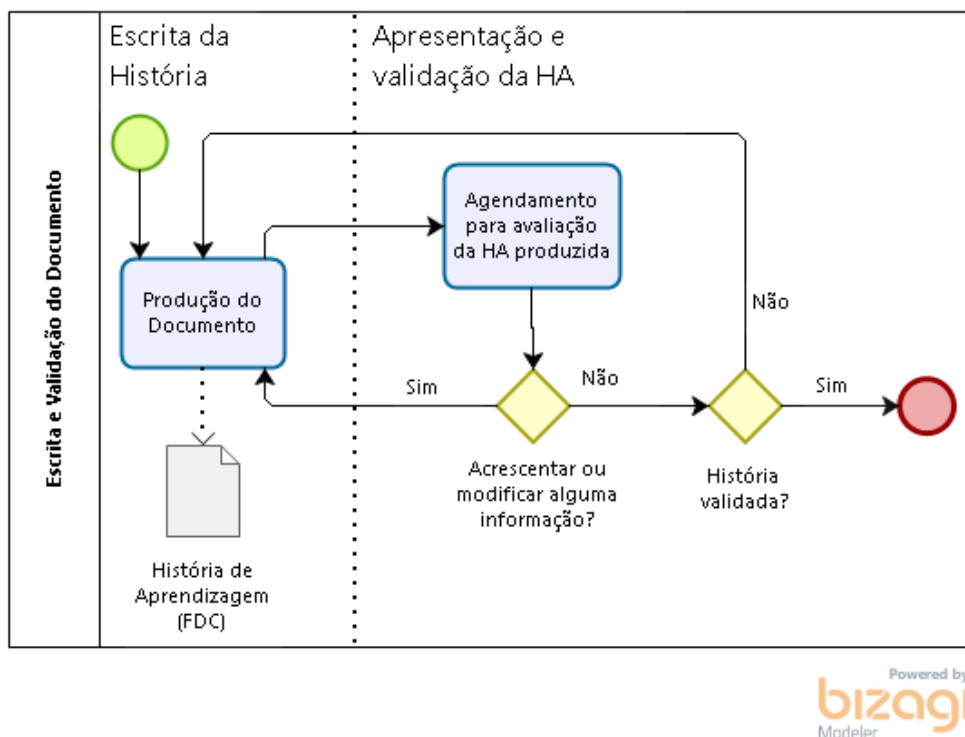 Escrita e Validação do Documento
Escrita da
História
Apresentação e
validação da HA
Agendamento
para avaliação
da HA produzida
Produção do
Documento
Não
Sim
Não
Sim
Acrescentar ou
modificar alguma
informação?
História
validada?
História de
Aprendizagem
(FDC)
Powered by
bizagi
Modeler